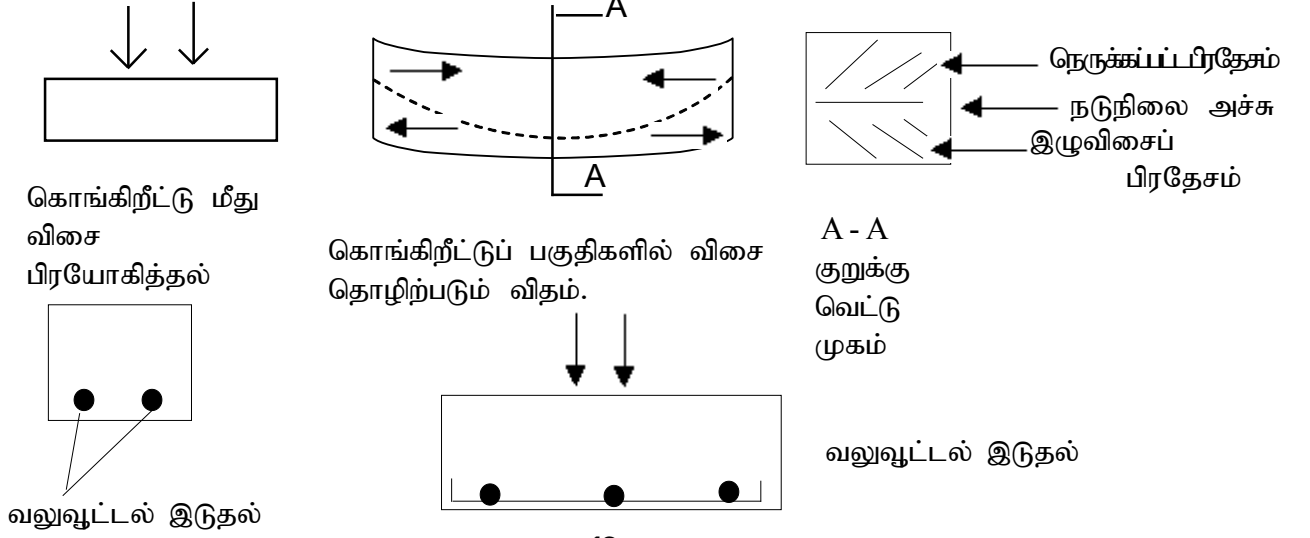 A
நெருக்கப்பட்டபிரதேசம்
நடுநிலை அச்சு
இழுவிசைப்
பிரதேசம்
A
கொங்கிறீட்டு மீது
விசை
பிரயோகித்தல்
கொங்கிறீட்டுப் பகுதிகளில் விசை
தொழிற்படும் விதம்.
A - A
குறுக்கு
வெட்டு
முகம்
வலுவூட்டல் இடுதல்
வலுவூட்டல் இடுதல்